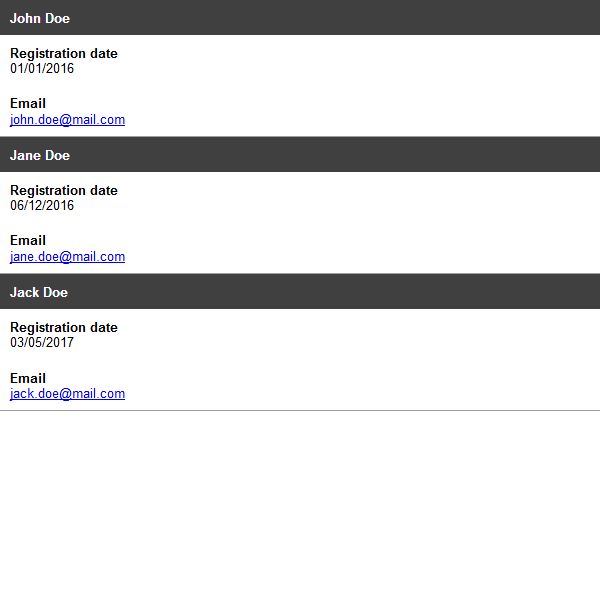 John Doe
Registration date
01/01/2016
Email
john.doe@mail.com
Jane Doe
Registration date
06/12/2016
Email
jane.doe@mail.com
Jack Doe
Registration date
03/05/2017
Email
jack.doe@mail.com